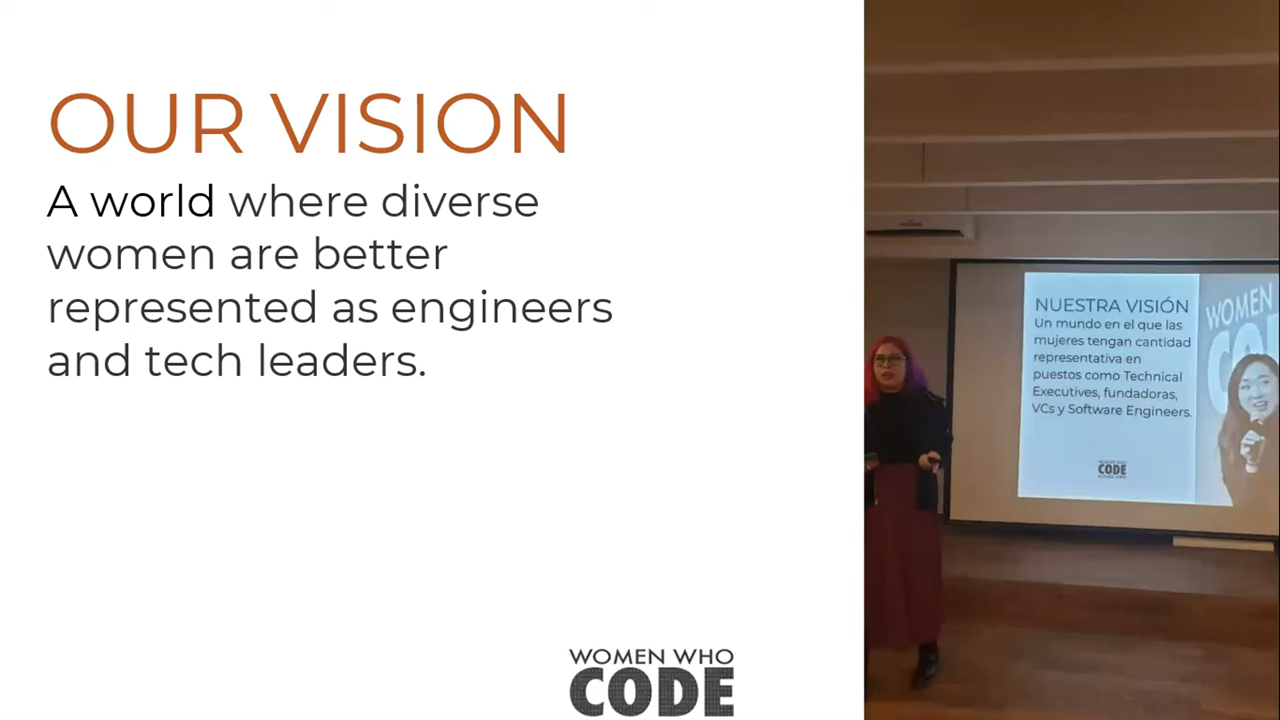 OUR VISION
A world where diverse
women are better
represented as engineers
and tech leaders.
WOMEN WHO
CODE
NUESTRA VISIÓN
Un mundo en el que las
mujeres tengan cantidad
representativa en
puestos como Technical
Executives, fundadoras,
VCs y Software Engineers.
CODE
WOMEN